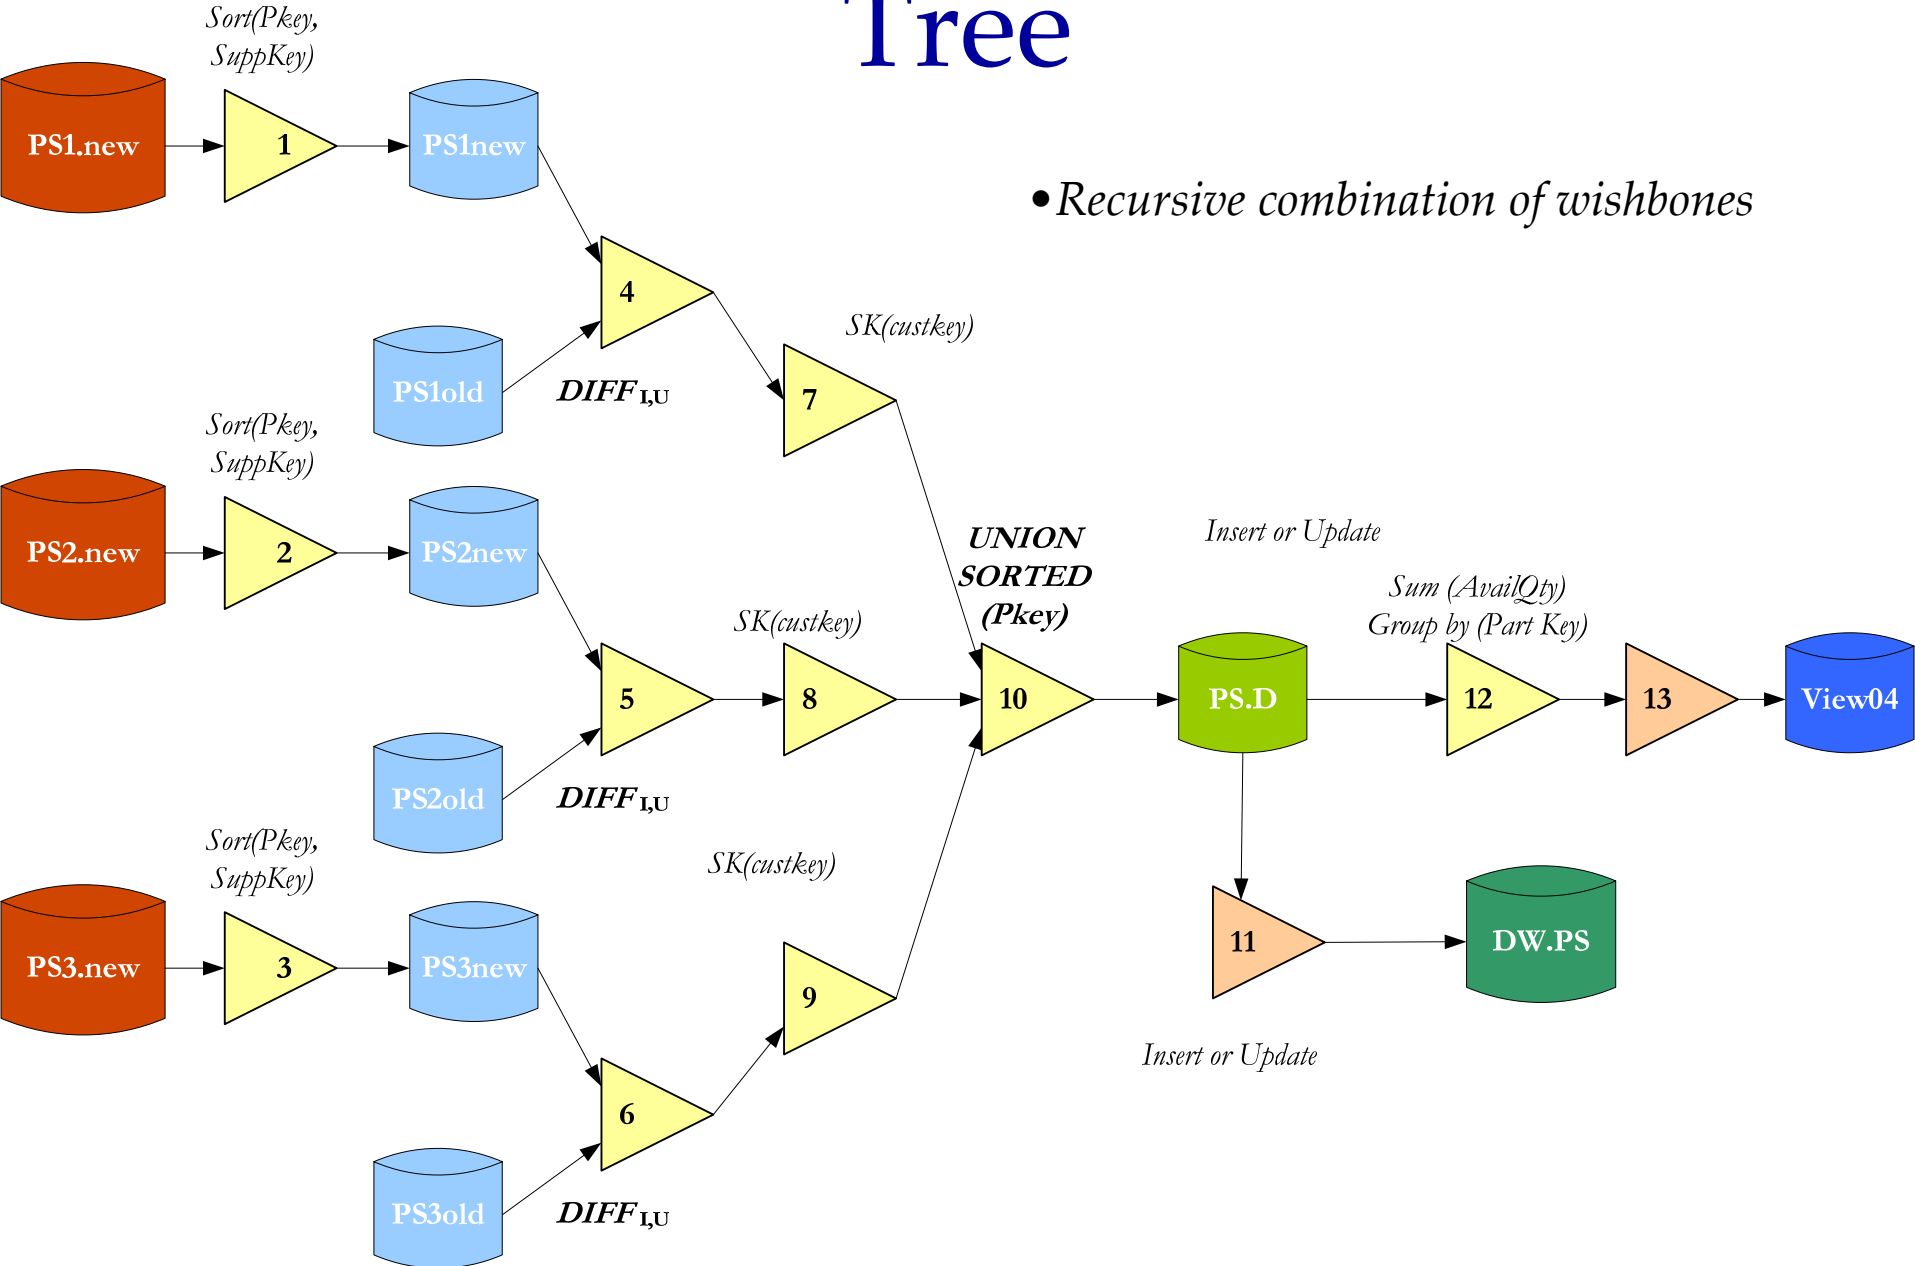 Tree
•Recursive combination of wishbones
Sort(Pkey,
SuppKey)
PS1.new
1
PS1new
4
PS1old
DIFF I,U
SK(custkey)
7
Sort(Pkey,
SuppKey)
PS2.new
2
PS2new
5
PS2old
DIFF I,U
SK(custkey)
8
UNION
SORTED
(Pkey)
10
Insert or Update
PS.D
Sum (AvailQty)
Group by (Part Key)
12
13
View04
Sort(Pkey,
SuppKey)
PS3.new
3
PS3new
6
PS3old
DIFF I,U
SK(custkey)
9
11
DW.PS
Insert or Update